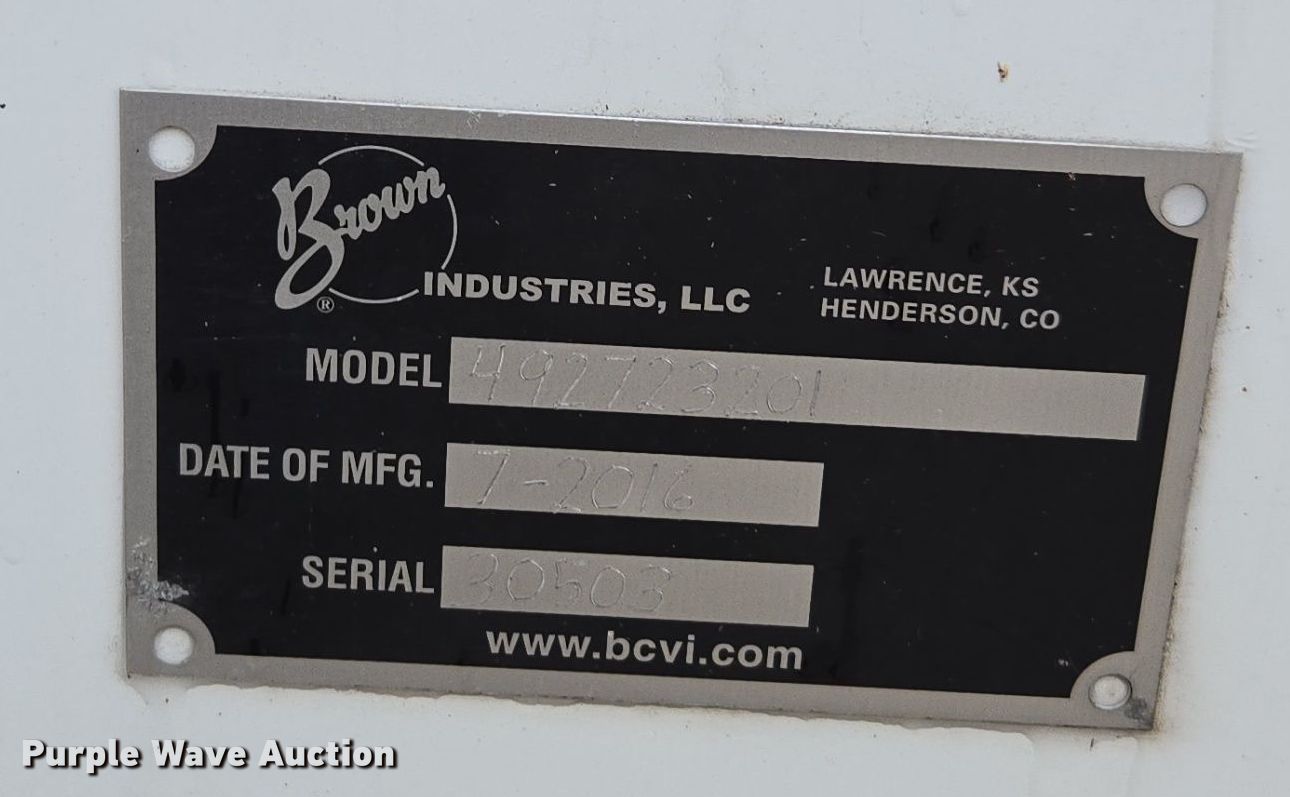 Brown
®
INDUSTRIES, LLC
LAWRENCE, KS
HENDERSON, CO
MODEL 492723201
DATE OF MFG. 7-2016
SERIAL 30503
www.bcvi.com
Purple Wave Auction